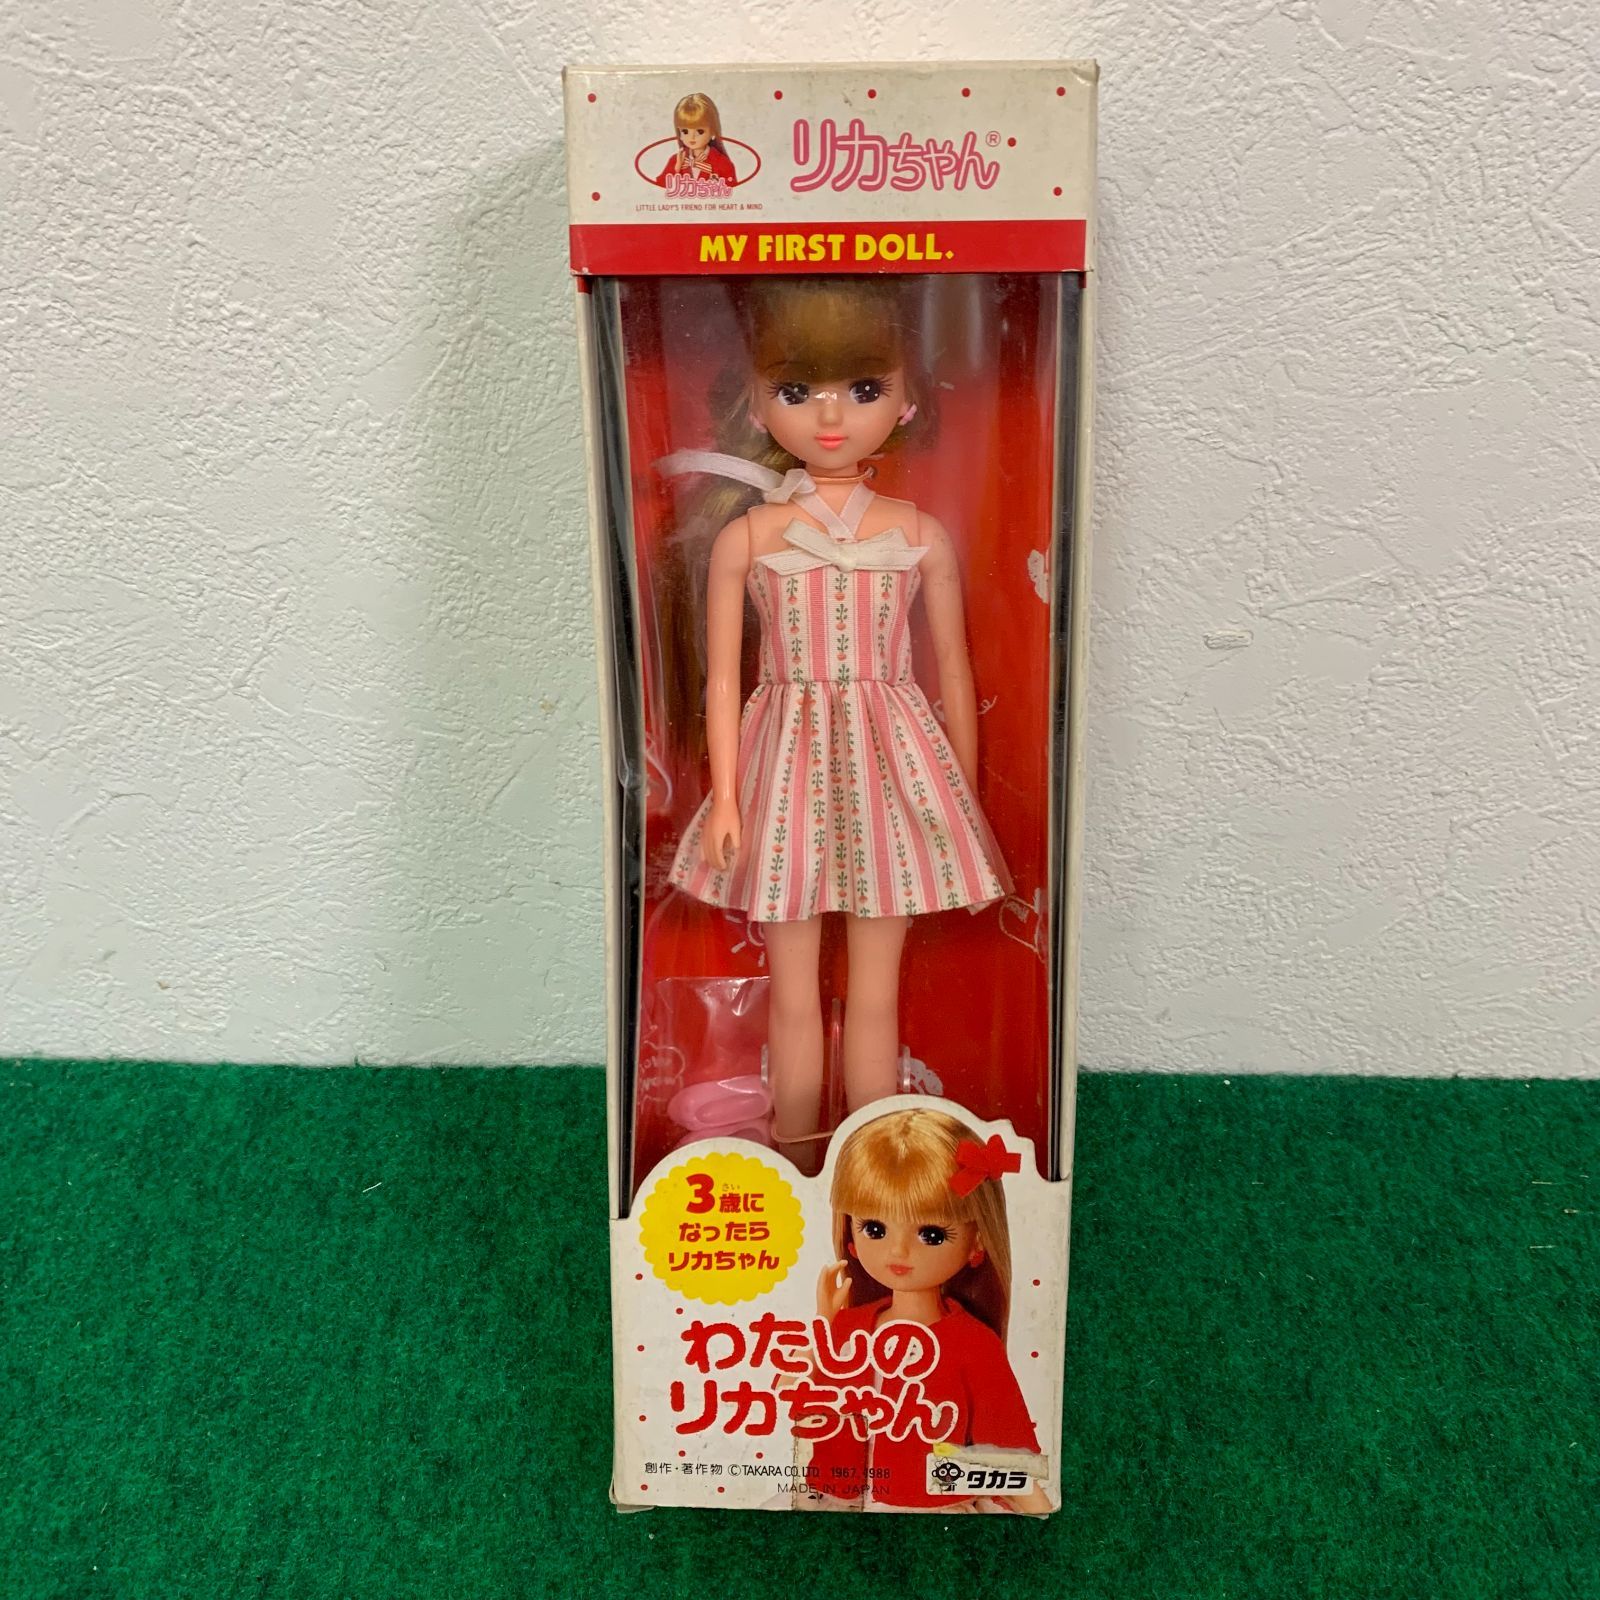 リカちゃん®
リカちゃん
LITTLE LADY'S FRIEND FOR HEART & MIND
MY FIRST DOLL.
3歳に
さい
なったら
リカちゃん
わたしの
リカちゃん
創作・著作物 ©TAKARA CO.,LTD. 1967, 1988
MADE IN JAPAN
タカラ